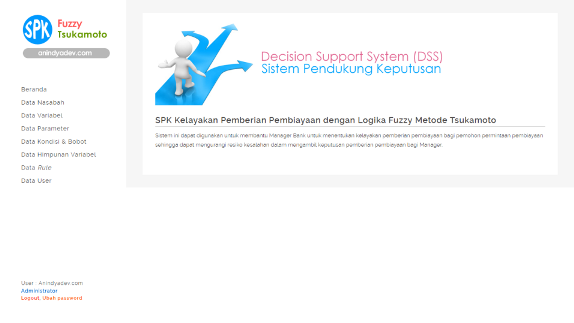 SPK Fuzzy
Tsukamoto
anindyadev.com
Beranda
Data Nasabah
Data Variabel
Data Parameter
Data Kondisi & Bobot
Data Himpunan Variabel
Data Rule
Data User
User : Anindyadev.com
Administrator
Logout. Ubah password
Decision Support System (DSS)
Sistem Pendukung Keputusan
SPK Kelayakan Pemberian Pembiayaan dengan Logika Fuzzy Metode Tsukamoto
Sistem ini dapat digunakan untuk membantu Manager Bank untuk menentukan kelayakan pemberian pembiayaan bagi pemohon permintaan pembiayaan
sehingga dapat mengurangi resiko kesalahan dalam mengambil keputusan pemberian pembiayaan bagi Manager.